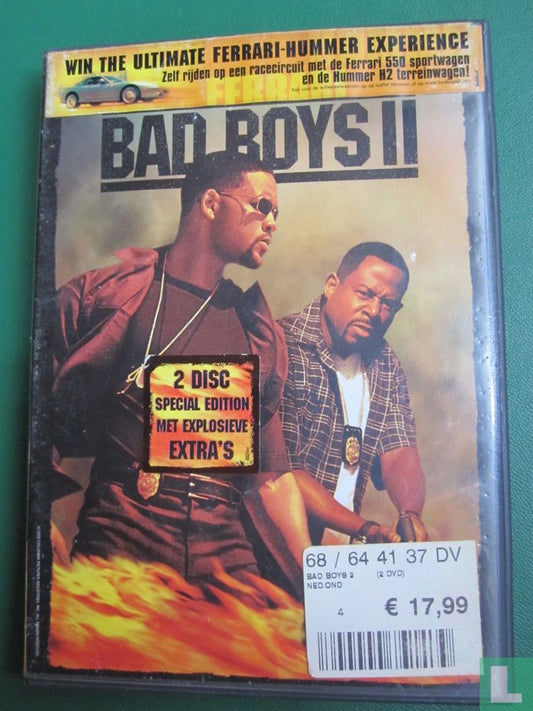 WIN THE ULTIMATE FERRARI-HUMMER EXPERIENCE
Zelf rijden op een racecircuit met de Ferrari 550 sportwagen
en de Hummer H2 terreinwagen!
FERRA
BAD BOYS II
2 DISC
SPECIAL EDITION
MET EXPLOSIEVE
EXTRA'S
68 / 64 41 37 DV
BAD BOYS 2 (2 DVD)
NED.OND
4 € 17,99
L